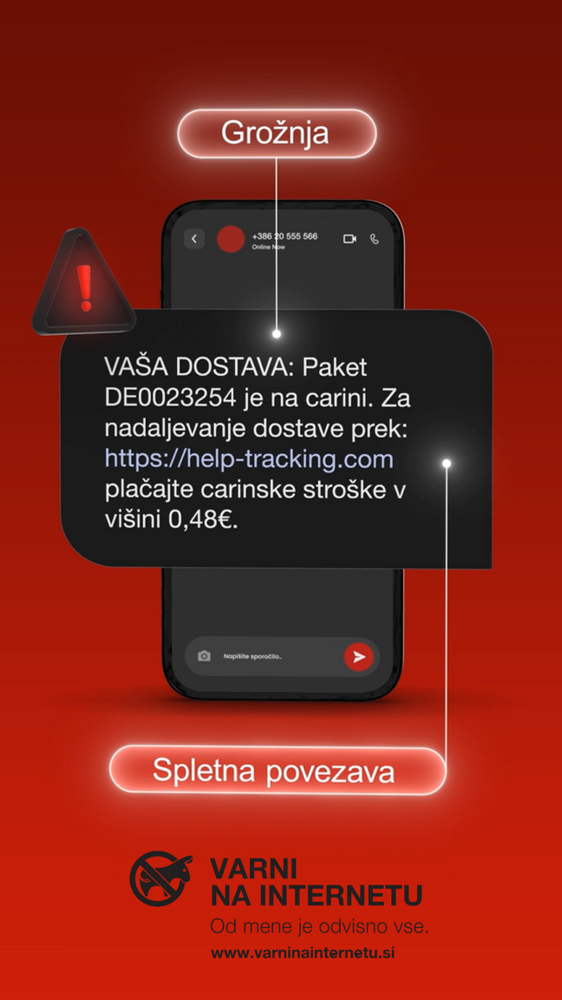 Grožnja
+386 20 555 566
Online Now
VAŠA DOSTAVA: Paket
DE0023254 je na carini. Za
nadaljevanje dostave prek:
https://help-tracking.com
plačajte carinske stroške v
višini 0,48€.
Napišite sporočilo..
Spletna povezava
VARNI
NA INTERNETU
Od mene je odvisno vse.
www.varninainternetu.si